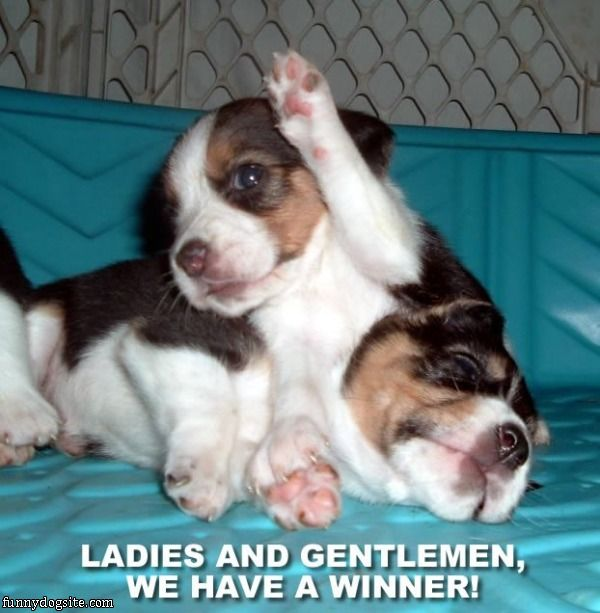 LADIES AND GENTLEMEN,
WE HAVE A WINNER!
funnydogsite.com